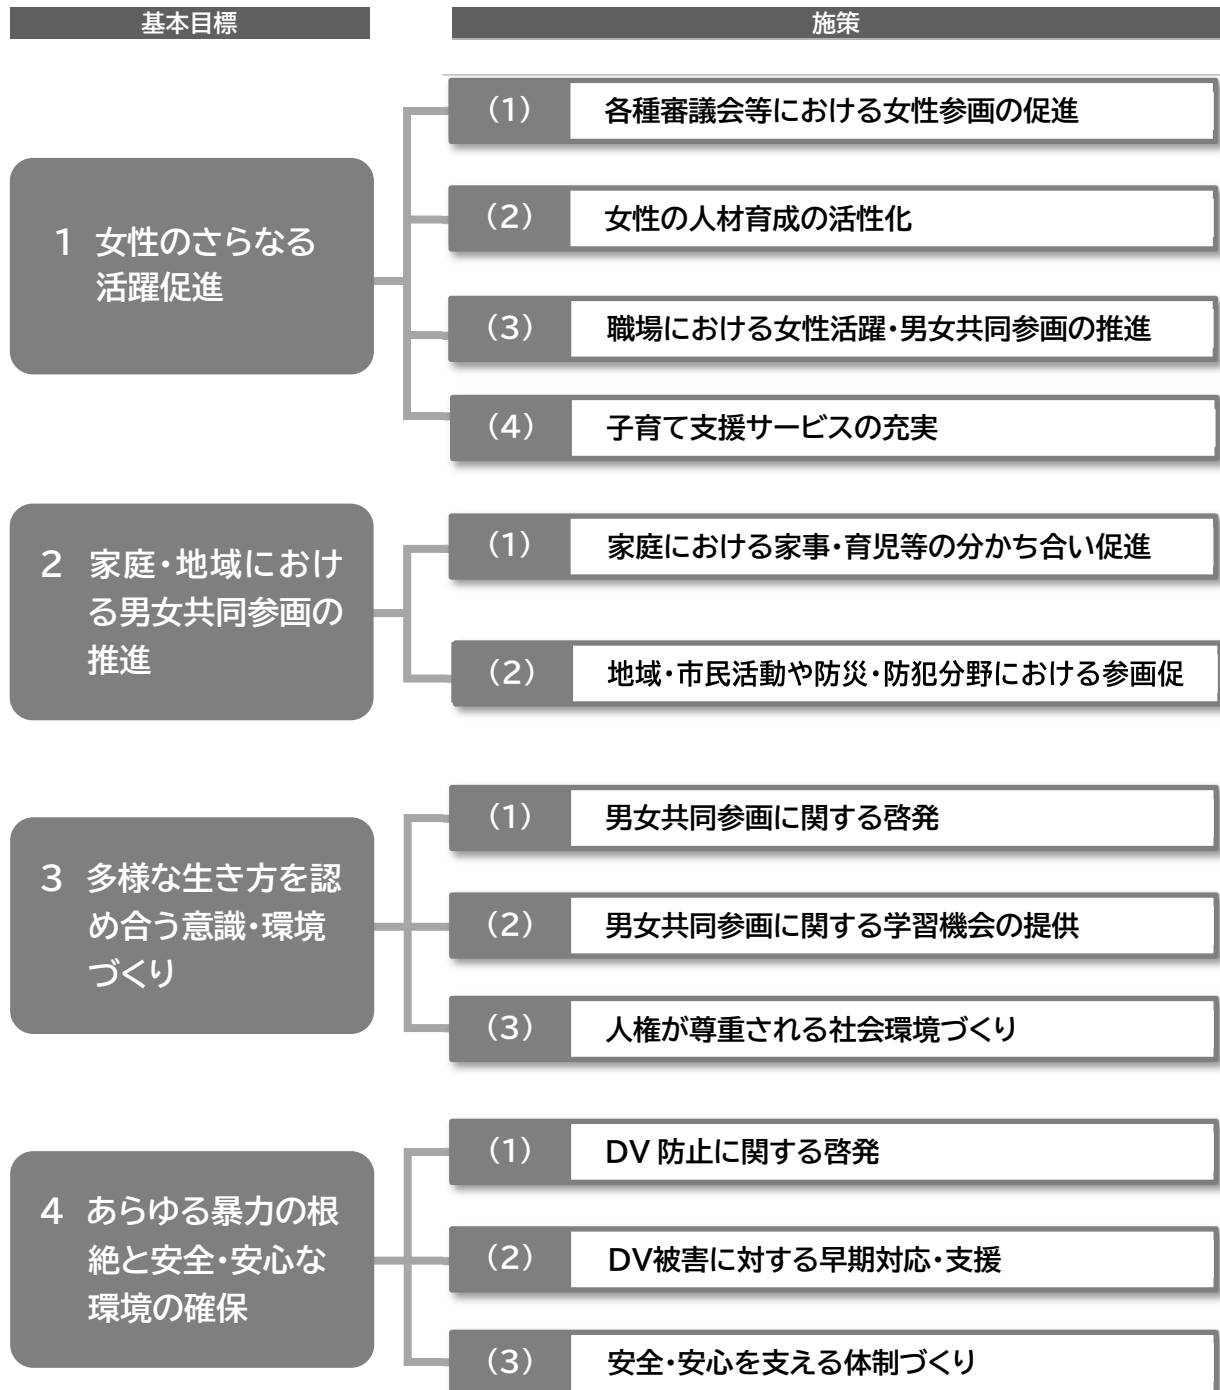 基本目標
施策
1 女性のさらなる
活躍促進
(1) 各種審議会等における女性参画の促進
(2) 女性の人材育成の活性化
(3) 職場における女性活躍・男女共同参画の推進
(4) 子育て支援サービスの充実
2 家庭・地域におけ
る男女共同参画の
推進
(1) 家庭における家事・育児等の分かち合い促進
(2) 地域・市民活動や防災・防犯分野における参画促
3 多様な生き方を認
め合う意識・環境
づくり
(1) 男女共同参画に関する啓発
(2) 男女共同参画に関する学習機会の提供
(3) 人権が尊重される社会環境づくり
4 あらゆる暴力の根
絶と安全・安心な
環境の確保
(1) DV 防止に関する啓発
(2) DV被害に対する早期対応・支援
(3) 安全・安心を支える体制づくり